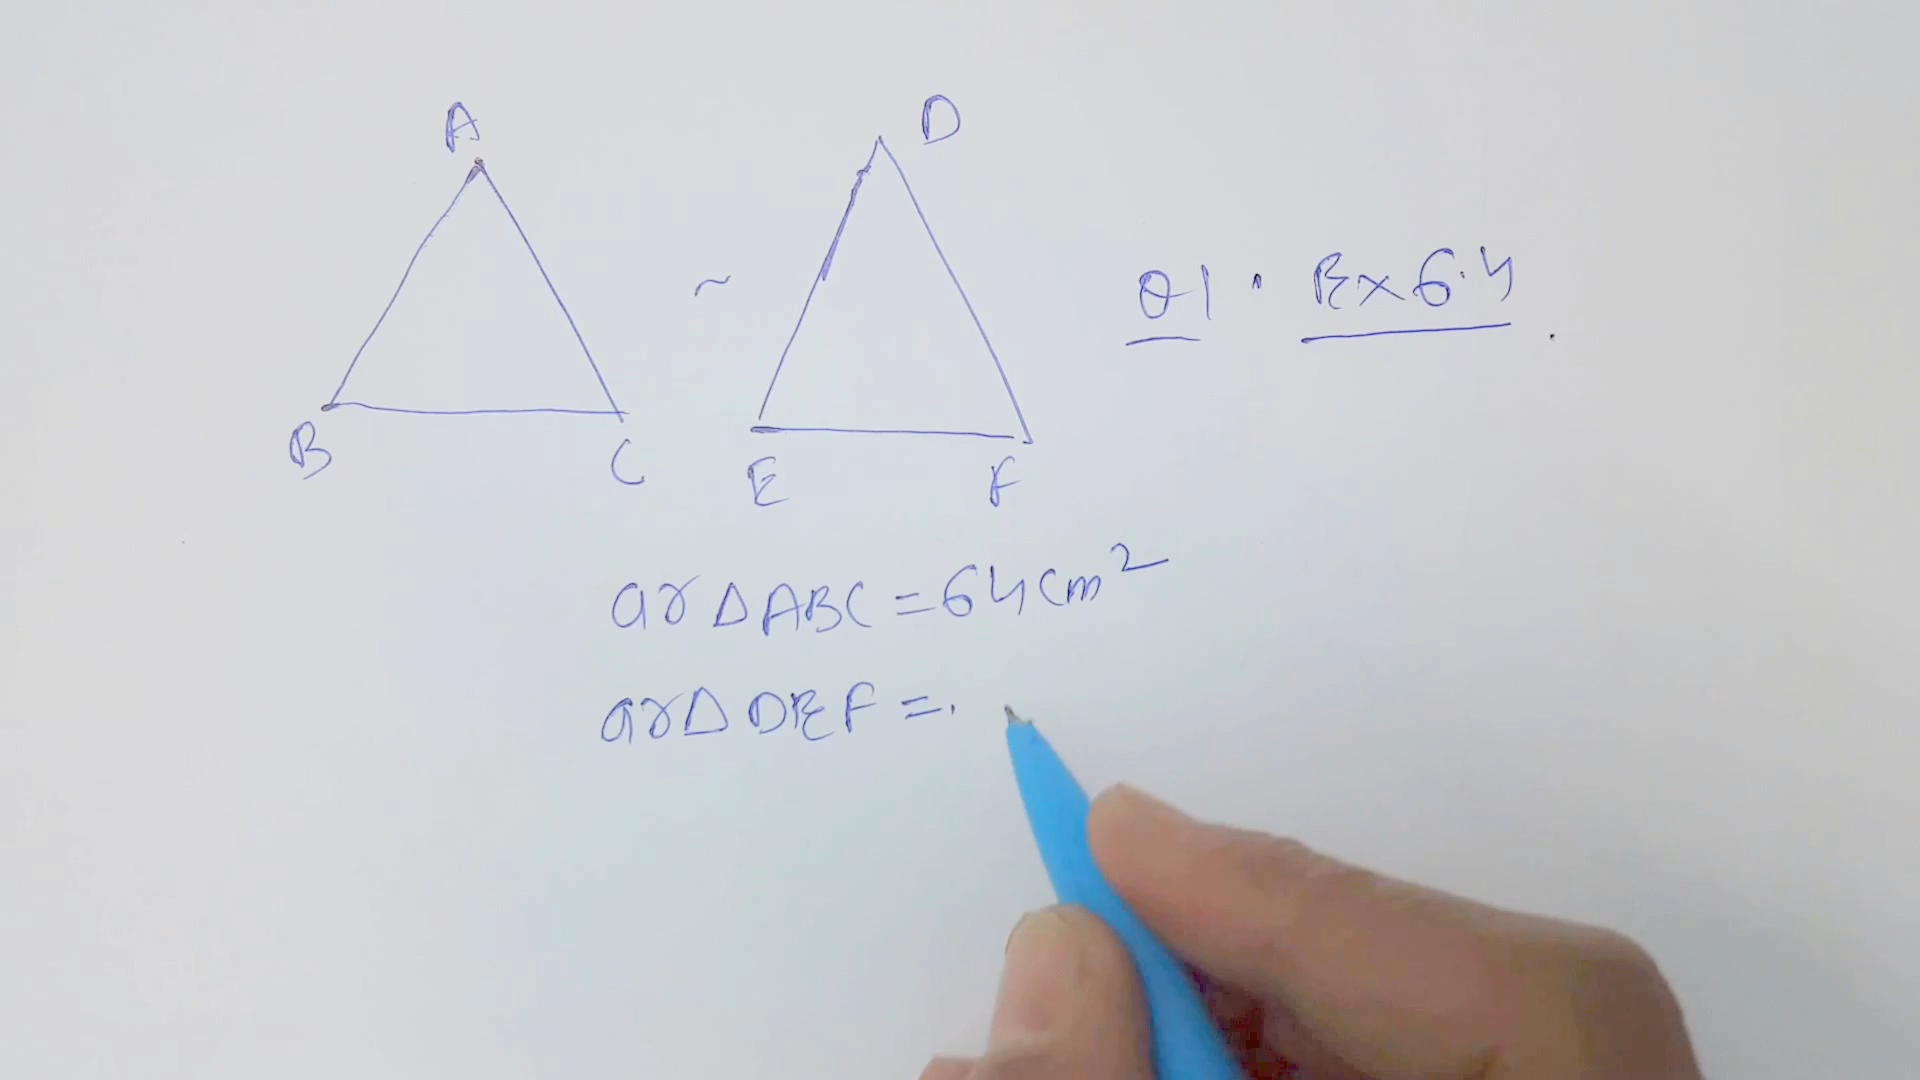 A
D
~
Q1 . Ex 6.4 .
B
C
E
F
ar △ ABC = 64 cm²
ar △ DEF = .